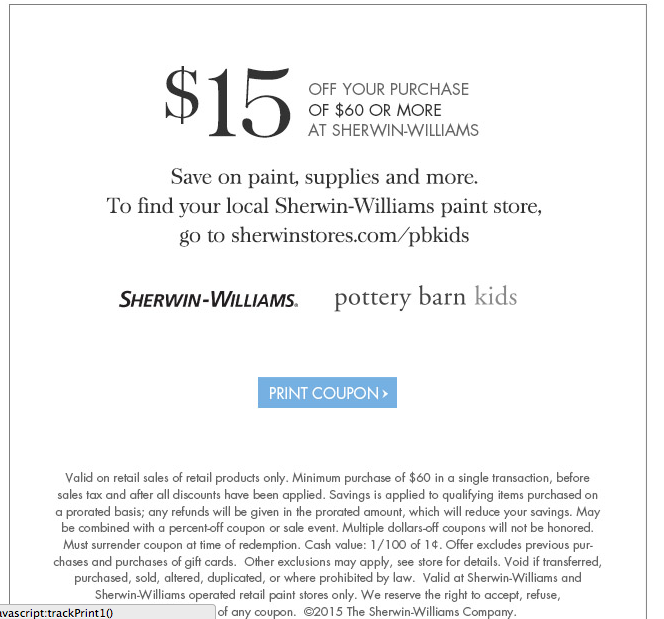 $15 OFF YOUR PURCHASE
OF $60 OR MORE
AT SHERWIN-WILLIAMS
Save on paint, supplies and more.
To find your local Sherwin-Williams paint store,
go to sherwinstores.com/pbkids
SHERWIN-WILLIAMS®
pottery barn kids
PRINT COUPON ›
Valid on retail sales of retail products only. Minimum purchase of $60 in a single transaction, before
sales tax and after all discounts have been applied. Savings is applied to qualifying items purchased on
a prorated basis; any refunds will be given in the prorated amount, which will reduce your savings. May
be combined with a percent-off coupon or sale event. Multiple dollars-off coupons will not be honored.
Must surrender coupon at time of redemption. Cash value: 1/100 of 1¢. Offer excludes previous pur-
chases and purchases of gift cards. Other exclusions may apply, see store for details. Void if transferred,
purchased, sold, altered, duplicated, or where prohibited by law. Valid at Sherwin-Williams and
Sherwin-Williams operated retail paint stores only. We reserve the right to accept, refuse,
of any coupon. ©2015 The Sherwin-Williams Company.
avascript:trackPrint1()